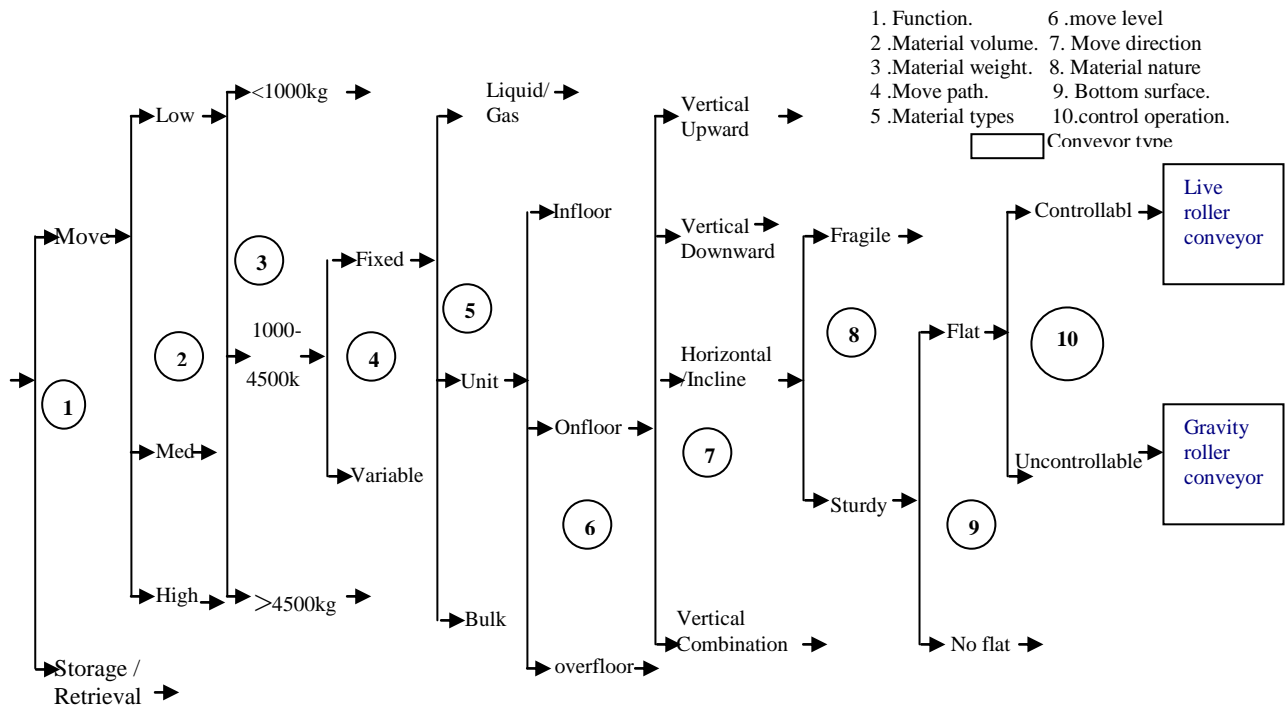 1. Function.
2 .Material volume.
3 .Material weight.
4 .Move path.
5 .Material types
6 .move level
7. Move direction
8. Material nature
9. Bottom surface.
10.control operation.
Conveyor type
1
Move
Storage /
Retrieval
2
Low
Med
High
3
<1000kg
1000-
4500k
>4500kg
4
Fixed
Variable
5
Liquid/
Gas
Unit
Bulk
6
Infloor
Onfloor
overfloor
7
Vertical
Upward
Vertical
Downward
Horizontal
/Incline
Vertical
Combination
8
Fragile
Sturdy
9
Flat
No flat
10
Controllabl
Uncontrollable
Live
roller
conveyor
Gravity
roller
conveyor